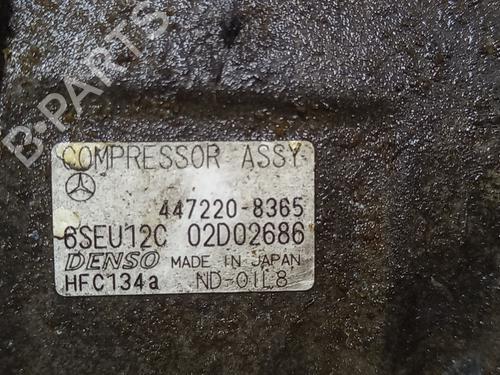 B-PARTS
COMPRESSOR ASSY
447220-8365
6SEU12C 02D02686
DENSO MADE IN JAPAN
HFC134a ND-OIL8